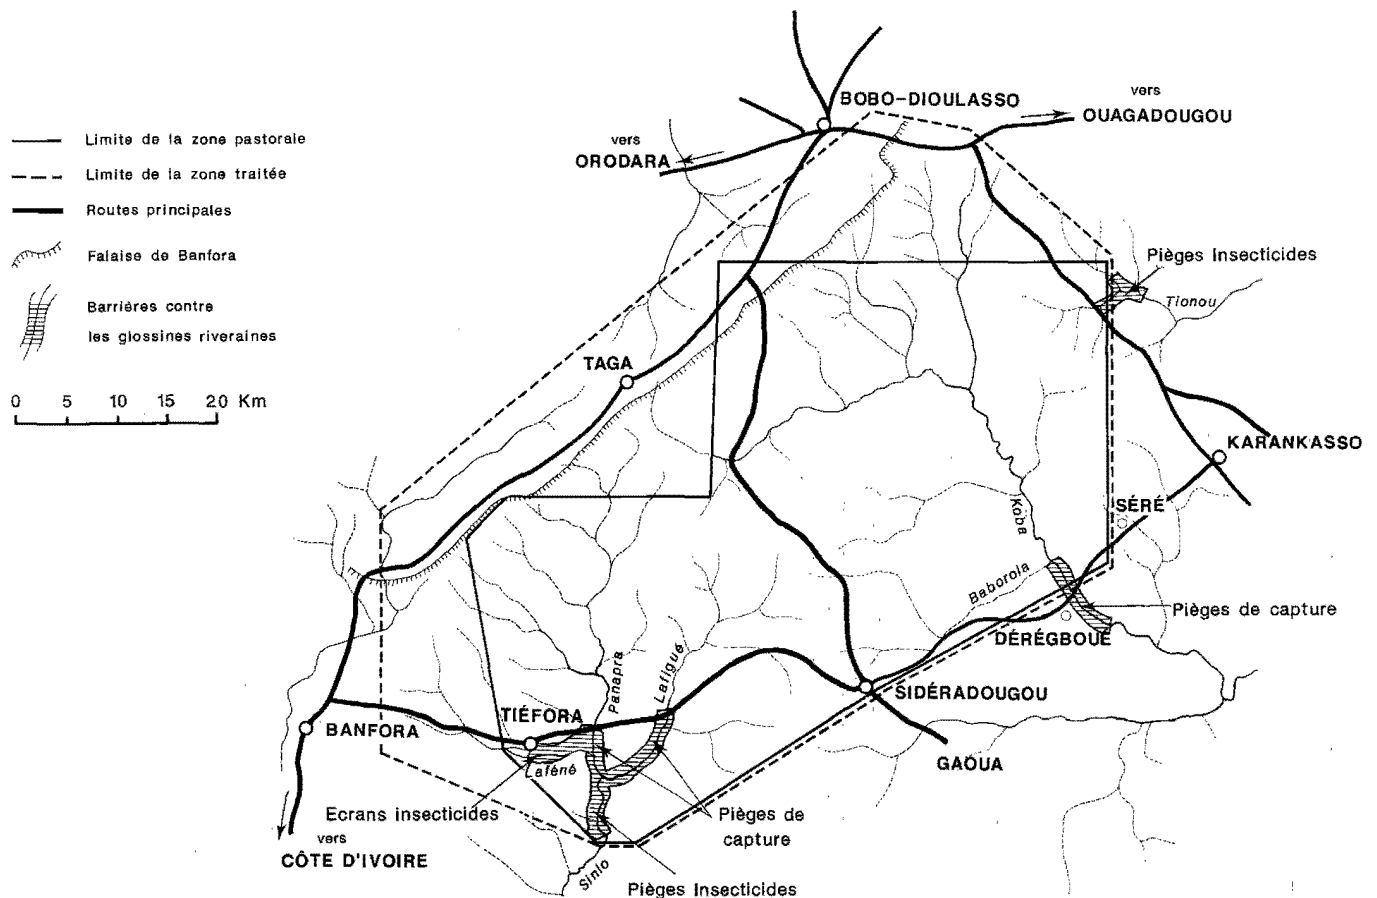 BOBO-DIOULASSO
vers
OUAGADOUGOU
vers
ORODARA
Limite de la zone pastorale
Limite de la zone traitée
Routes principales
Falaise de Banfora
Barrières contre
les glossines riveraines
0 5 10 15 20 Km
Pièges Insecticides
Tionou
TAGA
KARANKASSO
SÉRÉ
Koba
Baborola
Pièges de capture
DÉRÉGBOUÉ
SIDÉRADOUGOU
GAOUA
Panapra
Lafigué
TIÉFORA
BANFORA
Laféné
Ecrans insecticides
Pièges de
capture
vers
CÔTE D'IVOIRE
Sinlo
Pièges Insecticides